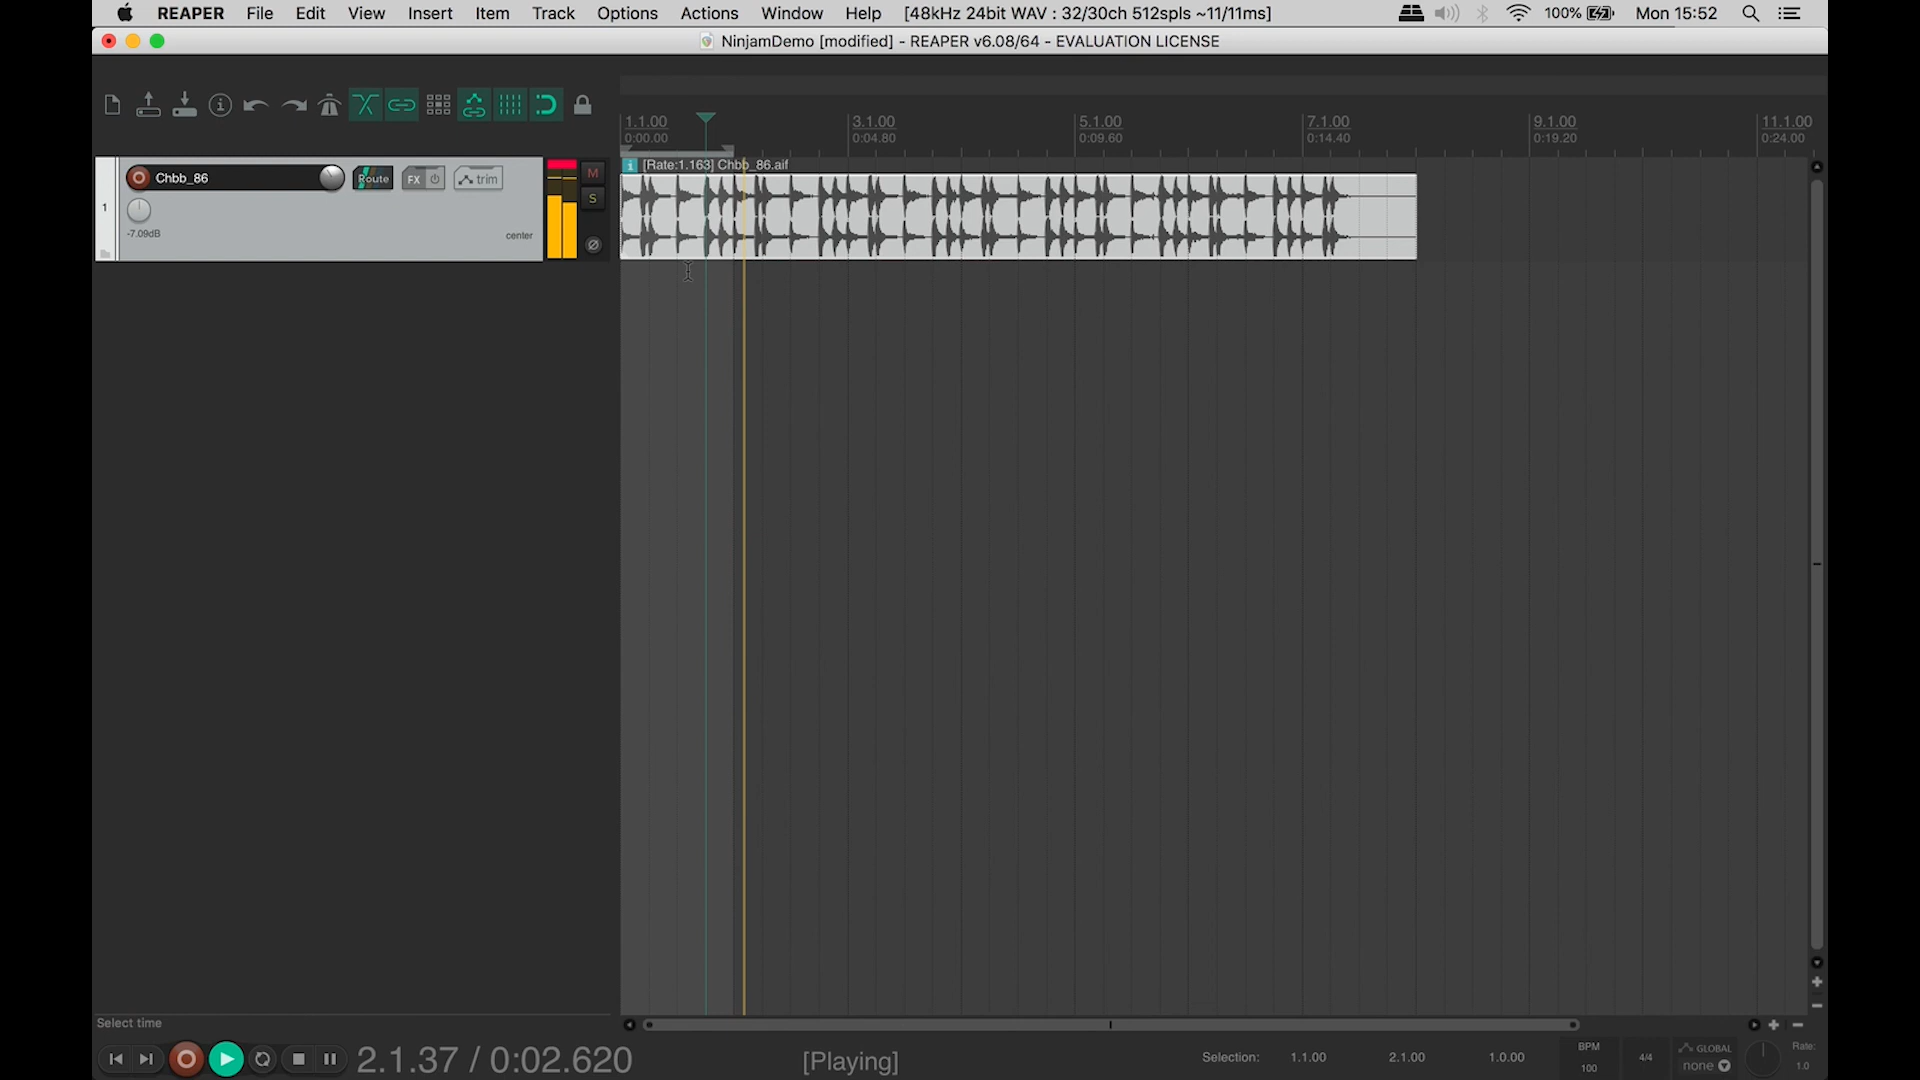 REAPER File Edit View Insert Item Track Options Actions Window Help [48kHz 24bit WAV : 32/30ch 512spls ~11/11ms] 100% Mon 15:52
NinjamDemo [modified] - REAPER v6.08/64 - EVALUATION LICENSE
1.1.00 3.1.00 5.1.00 7.1.00 9.1.00 11.1.00
0:00.00 0:04.80 0:09.60 0:14.40 0:19.20 0:24.00
[Rate:1.163] Chbb_86.aif
Chbb_86 Route FX trim M
S
1
-7.09dB center
Select time
2.1.37 / 0:02.620 [Playing] Selection: 1.1.00 2.1.00 1.0.00
BPM
100
4/4
GLOBAL
none
Rate:
1.0